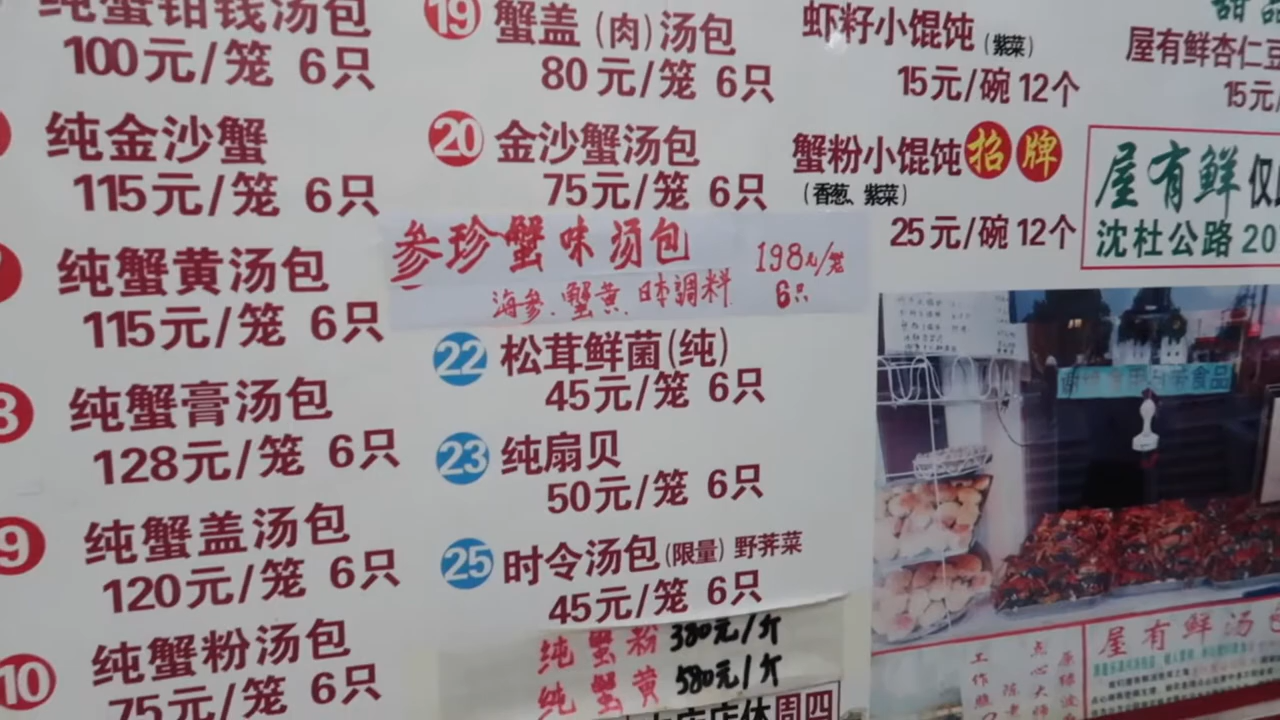 纯蟹钳钱汤包
100元/笼 6只
纯金沙蟹
115元/笼 6只
纯蟹黄汤包
115元/笼 6只
纯蟹膏汤包
128元/笼 6只
9 纯蟹盖汤包
120元/笼 6只
10 纯蟹粉汤包
75元/笼 6只
19 蟹盖(肉)汤包
80元/笼 6只
20 金沙蟹汤包
75元/笼 6只
参珍蟹味汤包 198元/笼
海参、蟹黄、日本調料 6只
22 松茸鲜菌(纯)
45元/笼 6只
23 纯扇贝
50元/笼 6只
25 时令汤包(限量) 野荠菜
45元/笼 6只
纯蟹粉 380元/斤
纯蟹黄 580元/斤
店休周四
虾籽小馄饨(紫菜)
15元/碗 12个
蟹粉小馄饨招牌
(香葱、紫菜)
25元/碗 12个
甜品
屋有鲜杏仁豆
15元/
屋有鲜仅
沈杜公路20
屋有鲜汤包